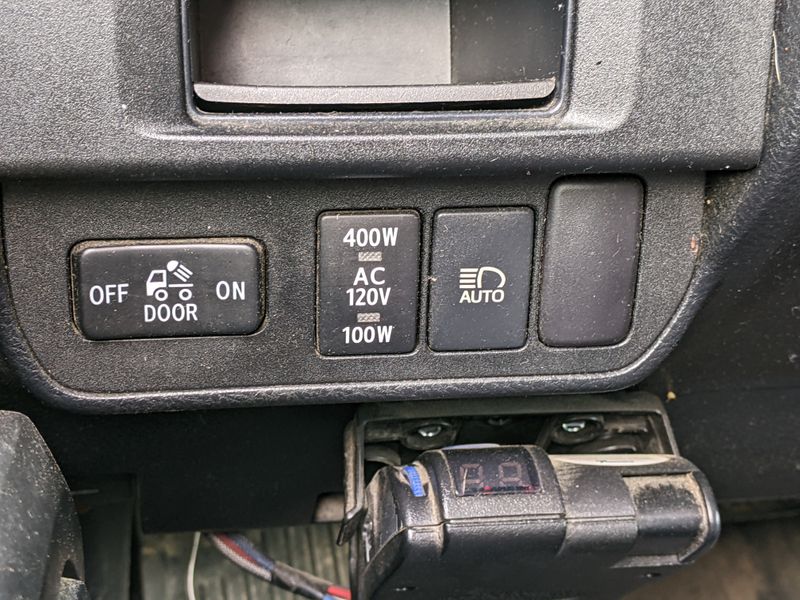 OFF ON
DOOR
400W
AC
120V
100W
AUTO